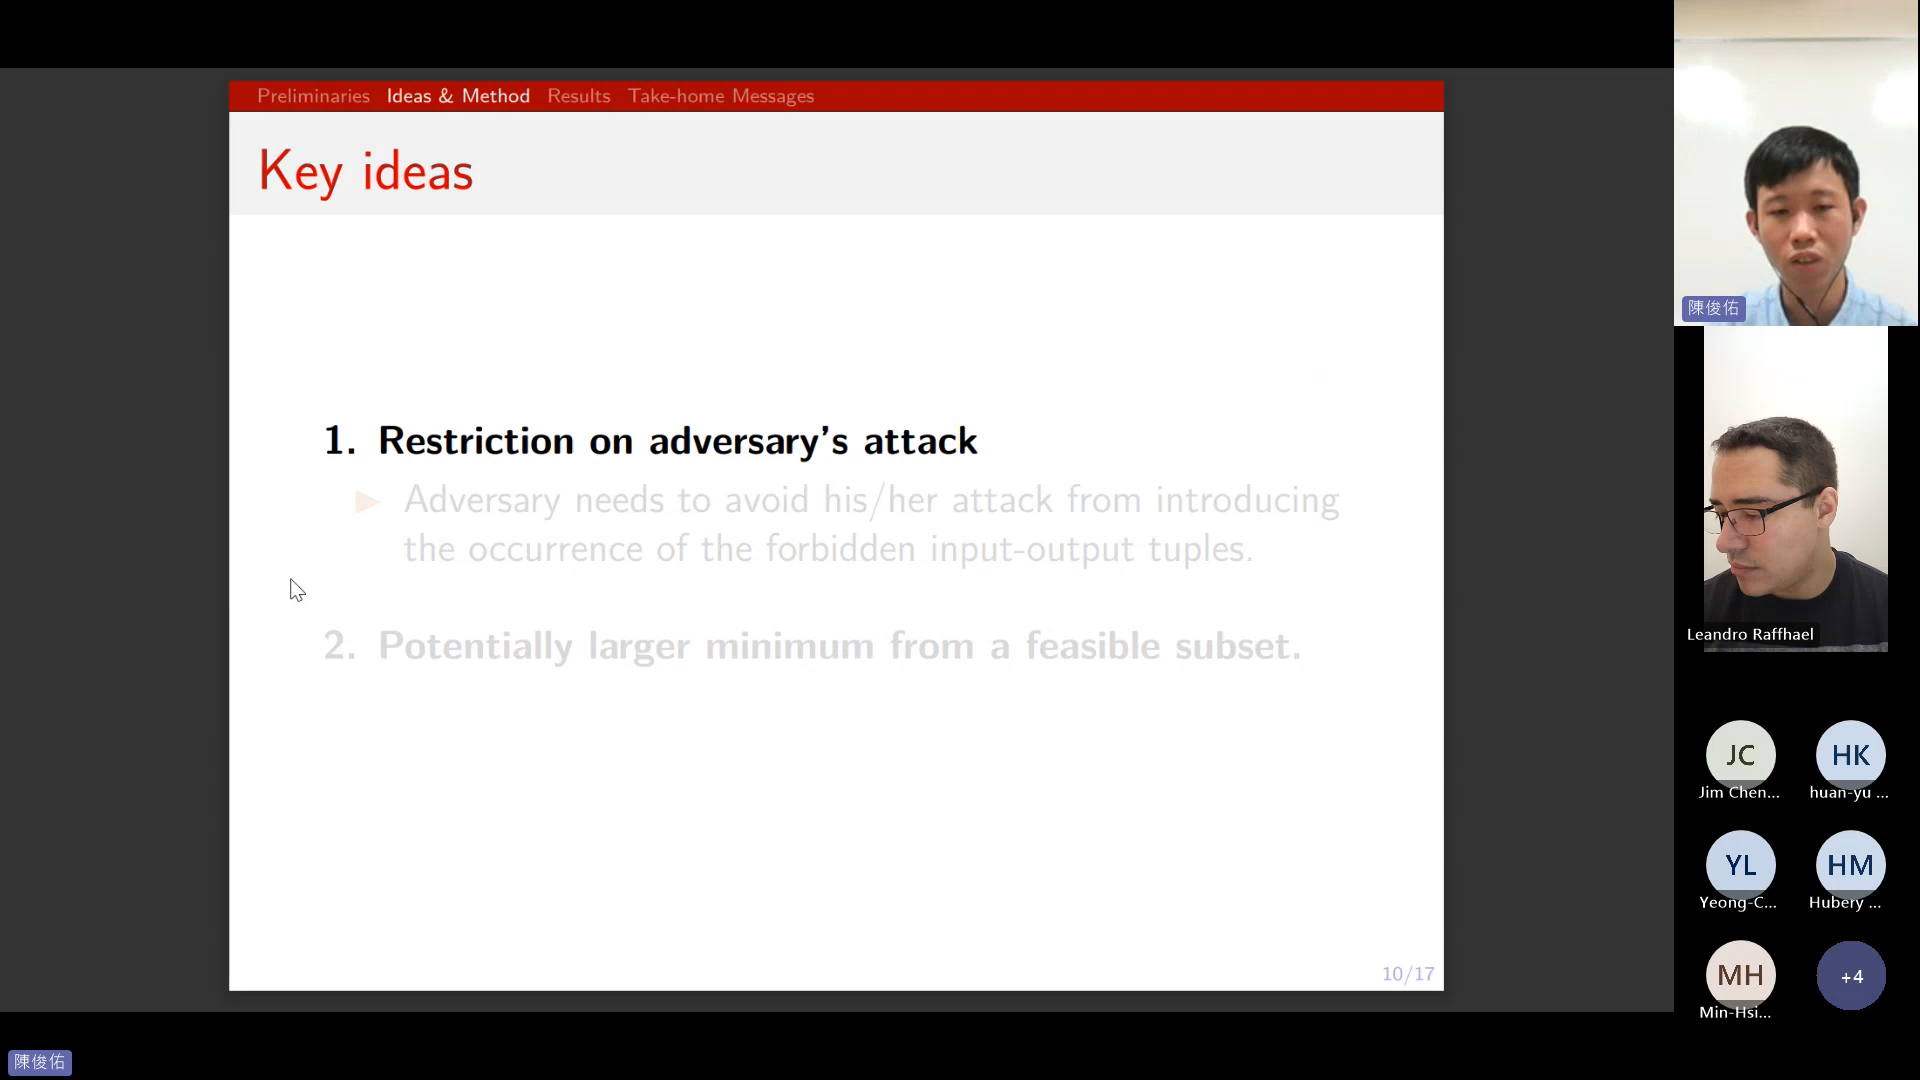 Preliminaries Ideas & Method Results Take-home Messages
Key ideas
1. Restriction on adversary's attack
Adversary needs to avoid his/her attack from introducing
the occurrence of the forbidden input-output tuples.
2. Potentially larger minimum from a feasible subset.
10/17
陳俊佑
陳俊佑
Leandro Raffhael
JC
HK
Jim Chen...
huan-yu ...
YL
HM
Yeong-C...
Hubery ...
MH
+4
Min-Hsi...